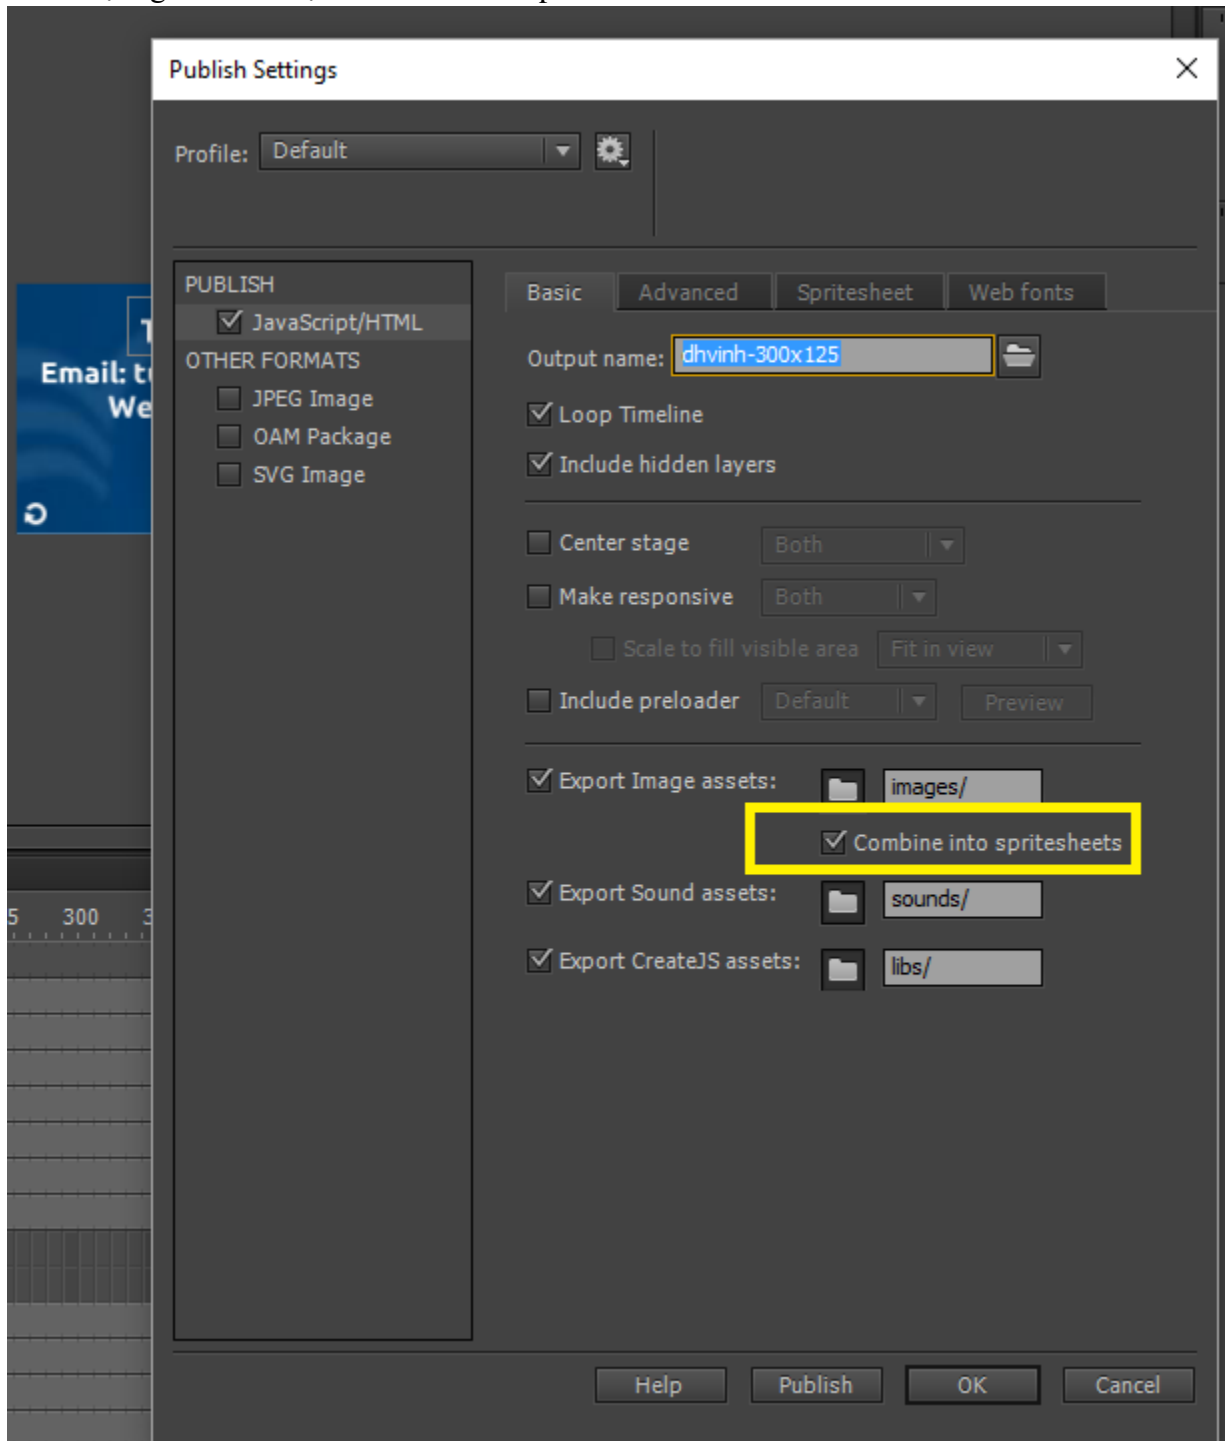 Publish Settings
Profile: Default
PUBLISH
JavaScript/HTML
OTHER FORMATS
JPEG Image
OAM Package
SVG Image
Basic Advanced Spritesheet Web fonts
Output name: dhvinh-300x125
Loop Timeline
Include hidden layers
Center stage Both
Make responsive Both
Scale to fill visible area Fit in view
Include preloader Default Preview
Export Image assets: images/
Combine into spritesheets
Export Sound assets: sounds/
Export CreateJS assets: libs/
Help Publish OK Cancel
Email:
We
5 300 3